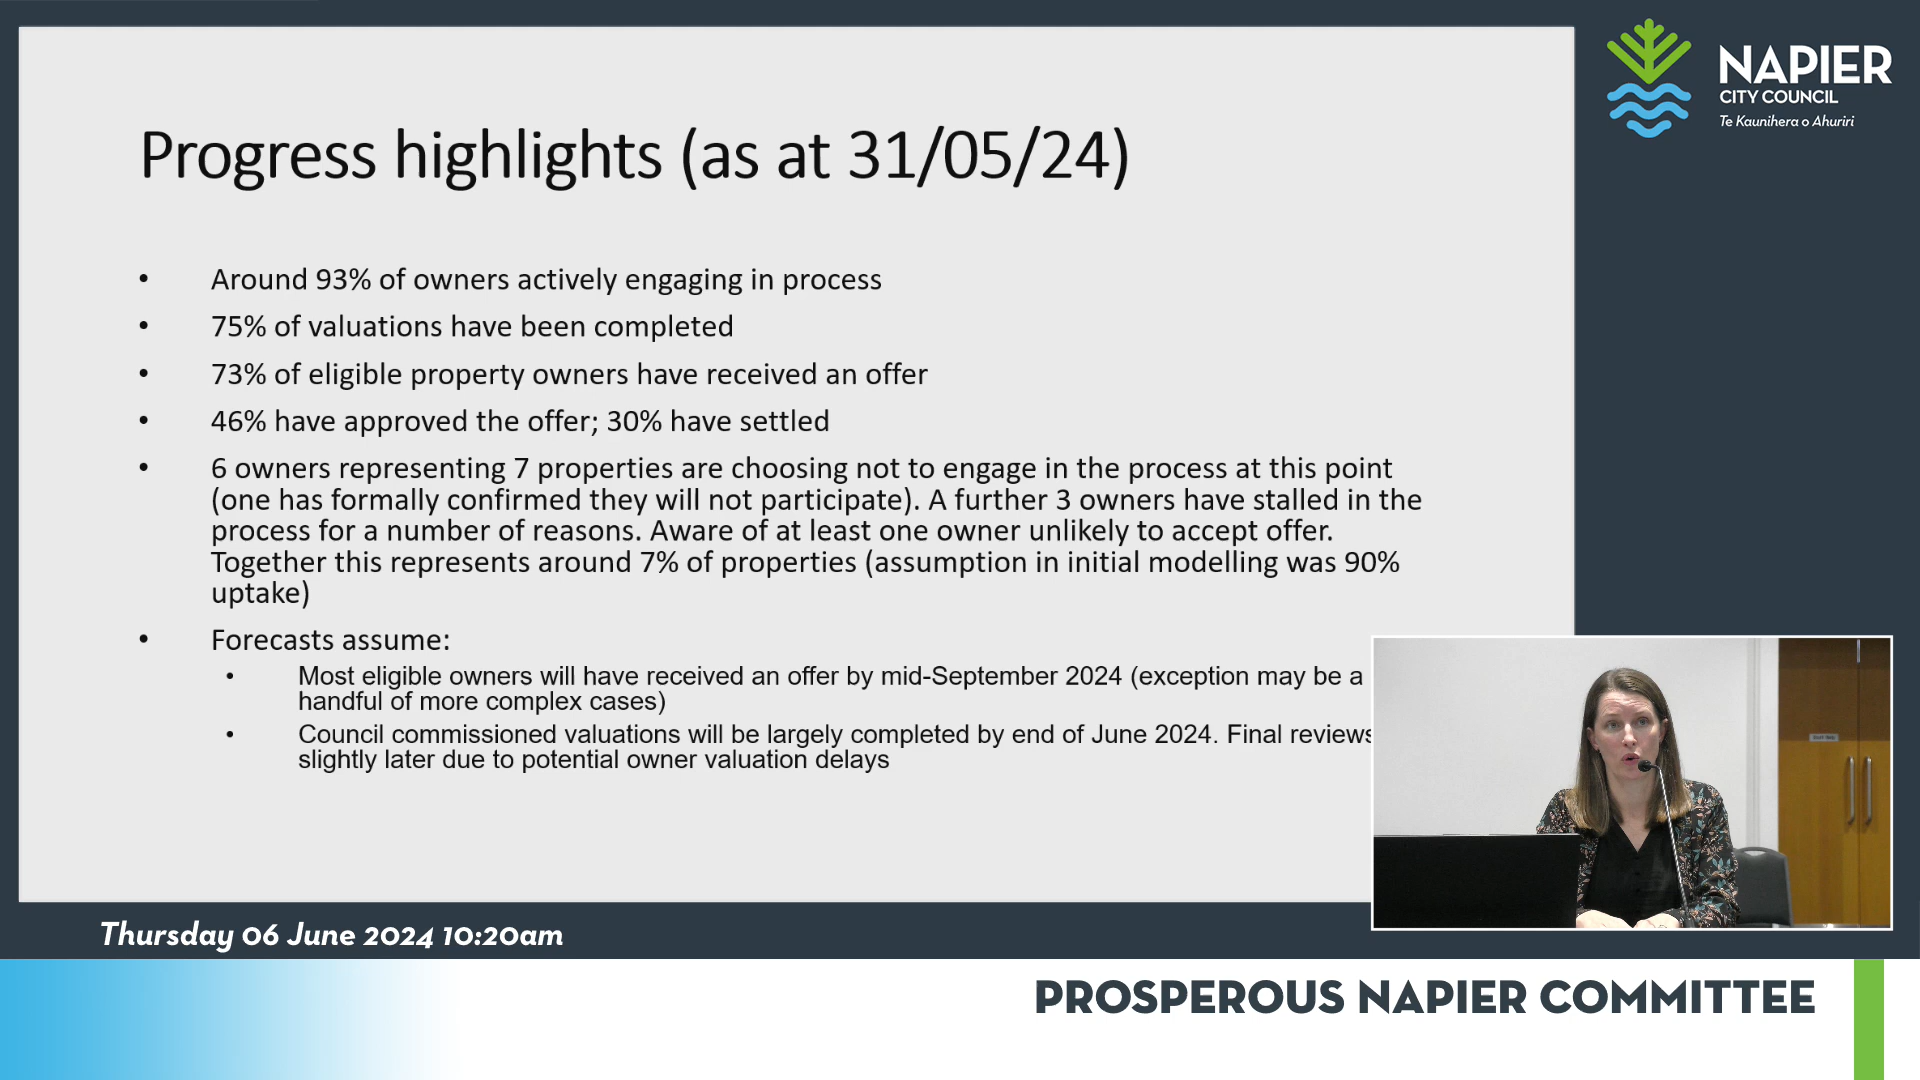 NAPIER
CITY COUNCIL
Te Kaunihera o Ahuriri
Progress highlights (as at 31/05/24)
• Around 93% of owners actively engaging in process
• 75% of valuations have been completed
• 73% of eligible property owners have received an offer
• 46% have approved the offer; 30% have settled
• 6 owners representing 7 properties are choosing not to engage in the process at this point
(one has formally confirmed they will not participate). A further 3 owners have stalled in the
process for a number of reasons. Aware of at least one owner unlikely to accept offer.
Together this represents around 7% of properties (assumption in initial modelling was 90%
uptake)
• Forecasts assume:
• Most eligible owners will have received an offer by mid-September 2024 (exception may be a
handful of more complex cases)
• Council commissioned valuations will be largely completed by end of June 2024. Final reviews
slightly later due to potential owner valuation delays
Thursday 06 June 2024 10:20am
PROSPEROUS NAPIER COMMITTEE